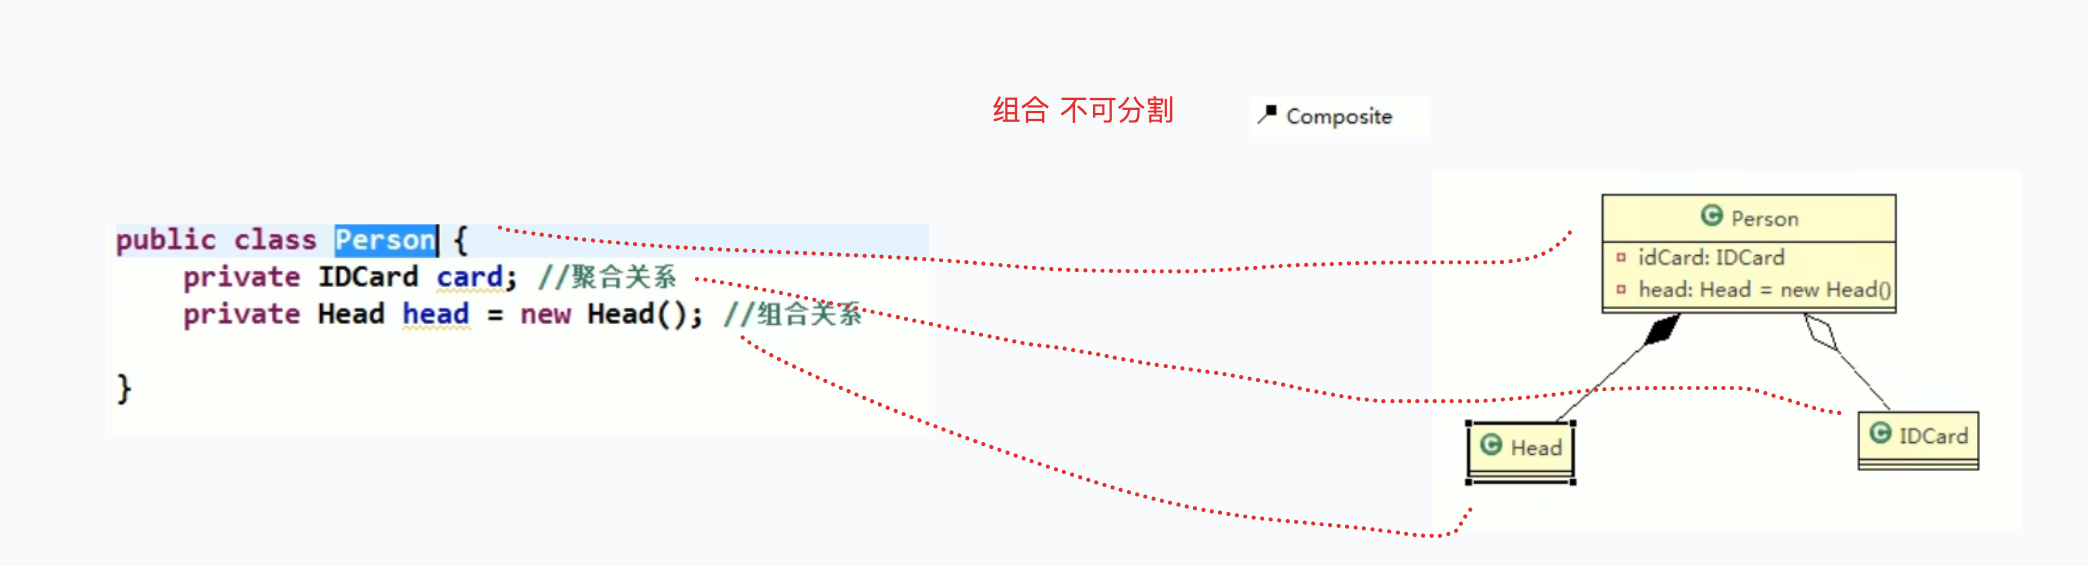 组合 不可分割
Composite
public class Person {
private IDCard card; //聚合关系
private Head head = new Head(); //组合关系
}
Person
idCard: IDCard
head: Head = new Head()
Head
IDCard